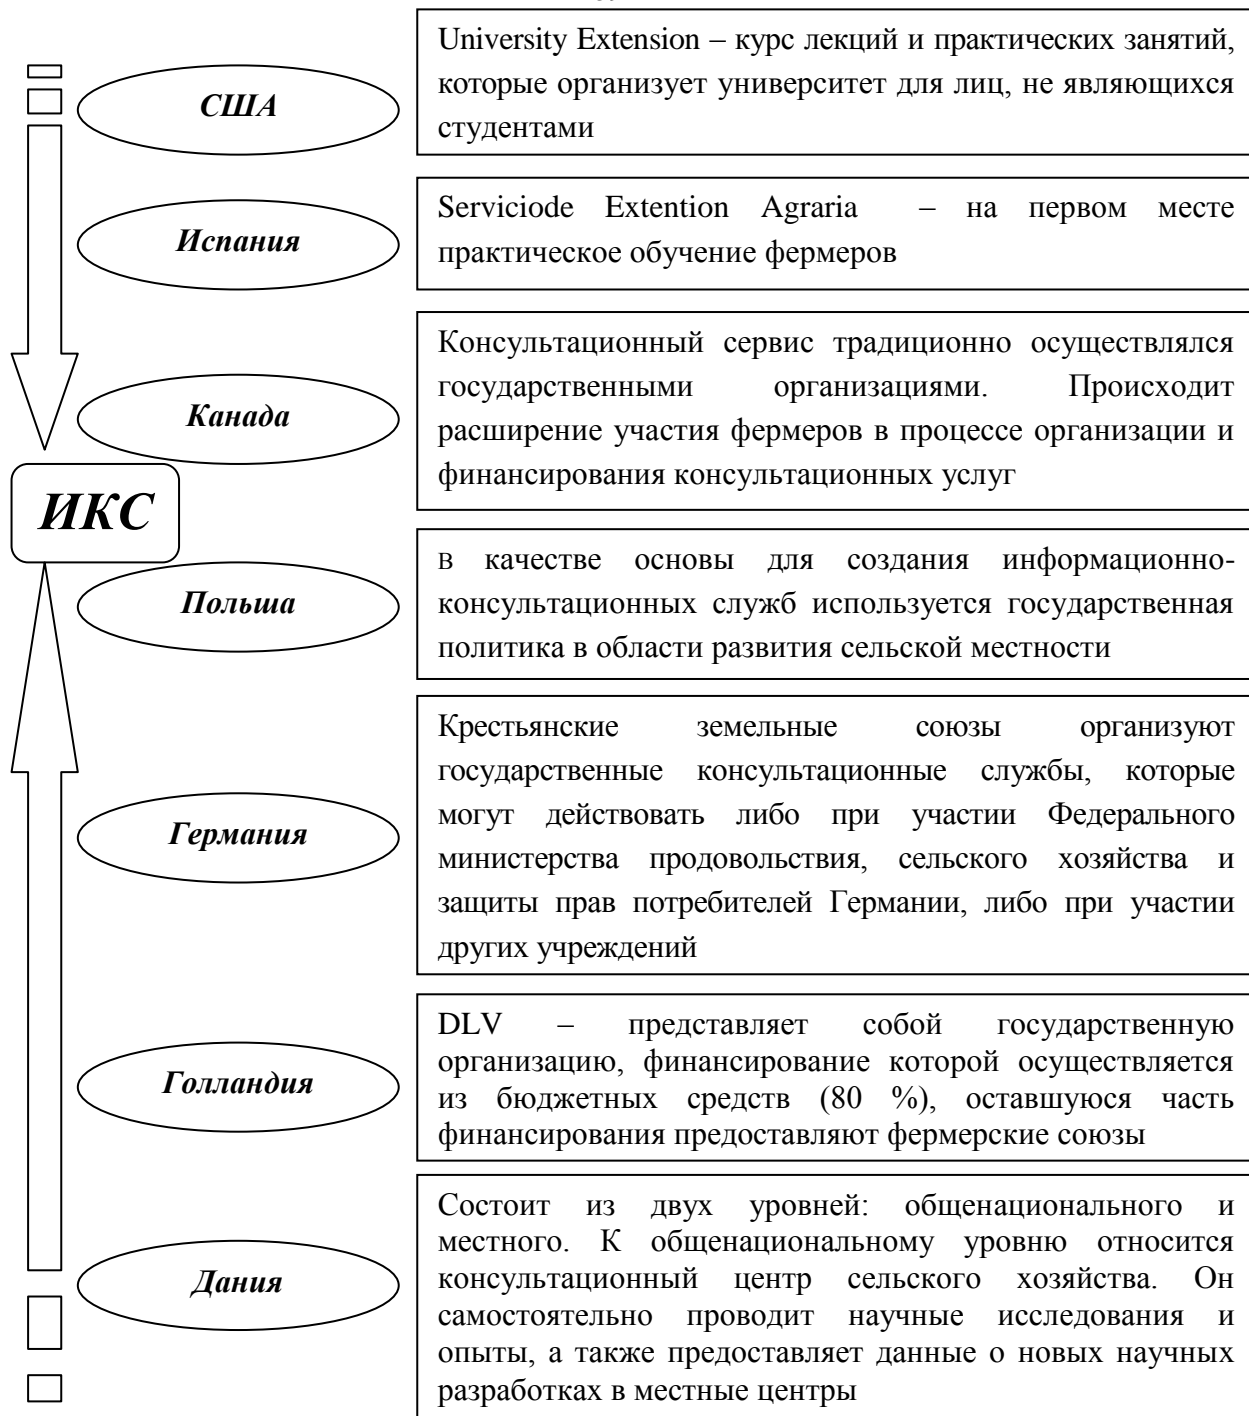 США
University Extension – курс лекций и практических занятий,
которые организует университет для лиц, не являющихся
студентами
Испания
Serviciode Extention Agraria – на первом месте
практическое обучение фермеров
Канада
Консультационный сервис традиционно осуществлялся
государственными организациями. Происходит
расширение участия фермеров в процессе организации и
финансирования консультационных услуг
ИКС
Польша
В качестве основы для создания информационно-
консультационных служб используется государственная
политика в области развития сельской местности
Германия
Крестьянские земельные союзы организуют
государственные консультационные службы, которые
могут действовать либо при участии Федерального
министерства продовольствия, сельского хозяйства и
защиты прав потребителей Германии, либо при участии
других учреждений
Голландия
DLV – представляет собой государственную
организацию, финансирование которой осуществляется
из бюджетных средств (80 %), оставшуюся часть
финансирования предоставляют фермерские союзы
Дания
Состоит из двух уровней: общенационального и
местного. К общенациональному уровню относится
консультационный центр сельского хозяйства. Он
самостоятельно проводит научные исследования и
опыты, а также предоставляет данные о новых научных
разработках в местные центры